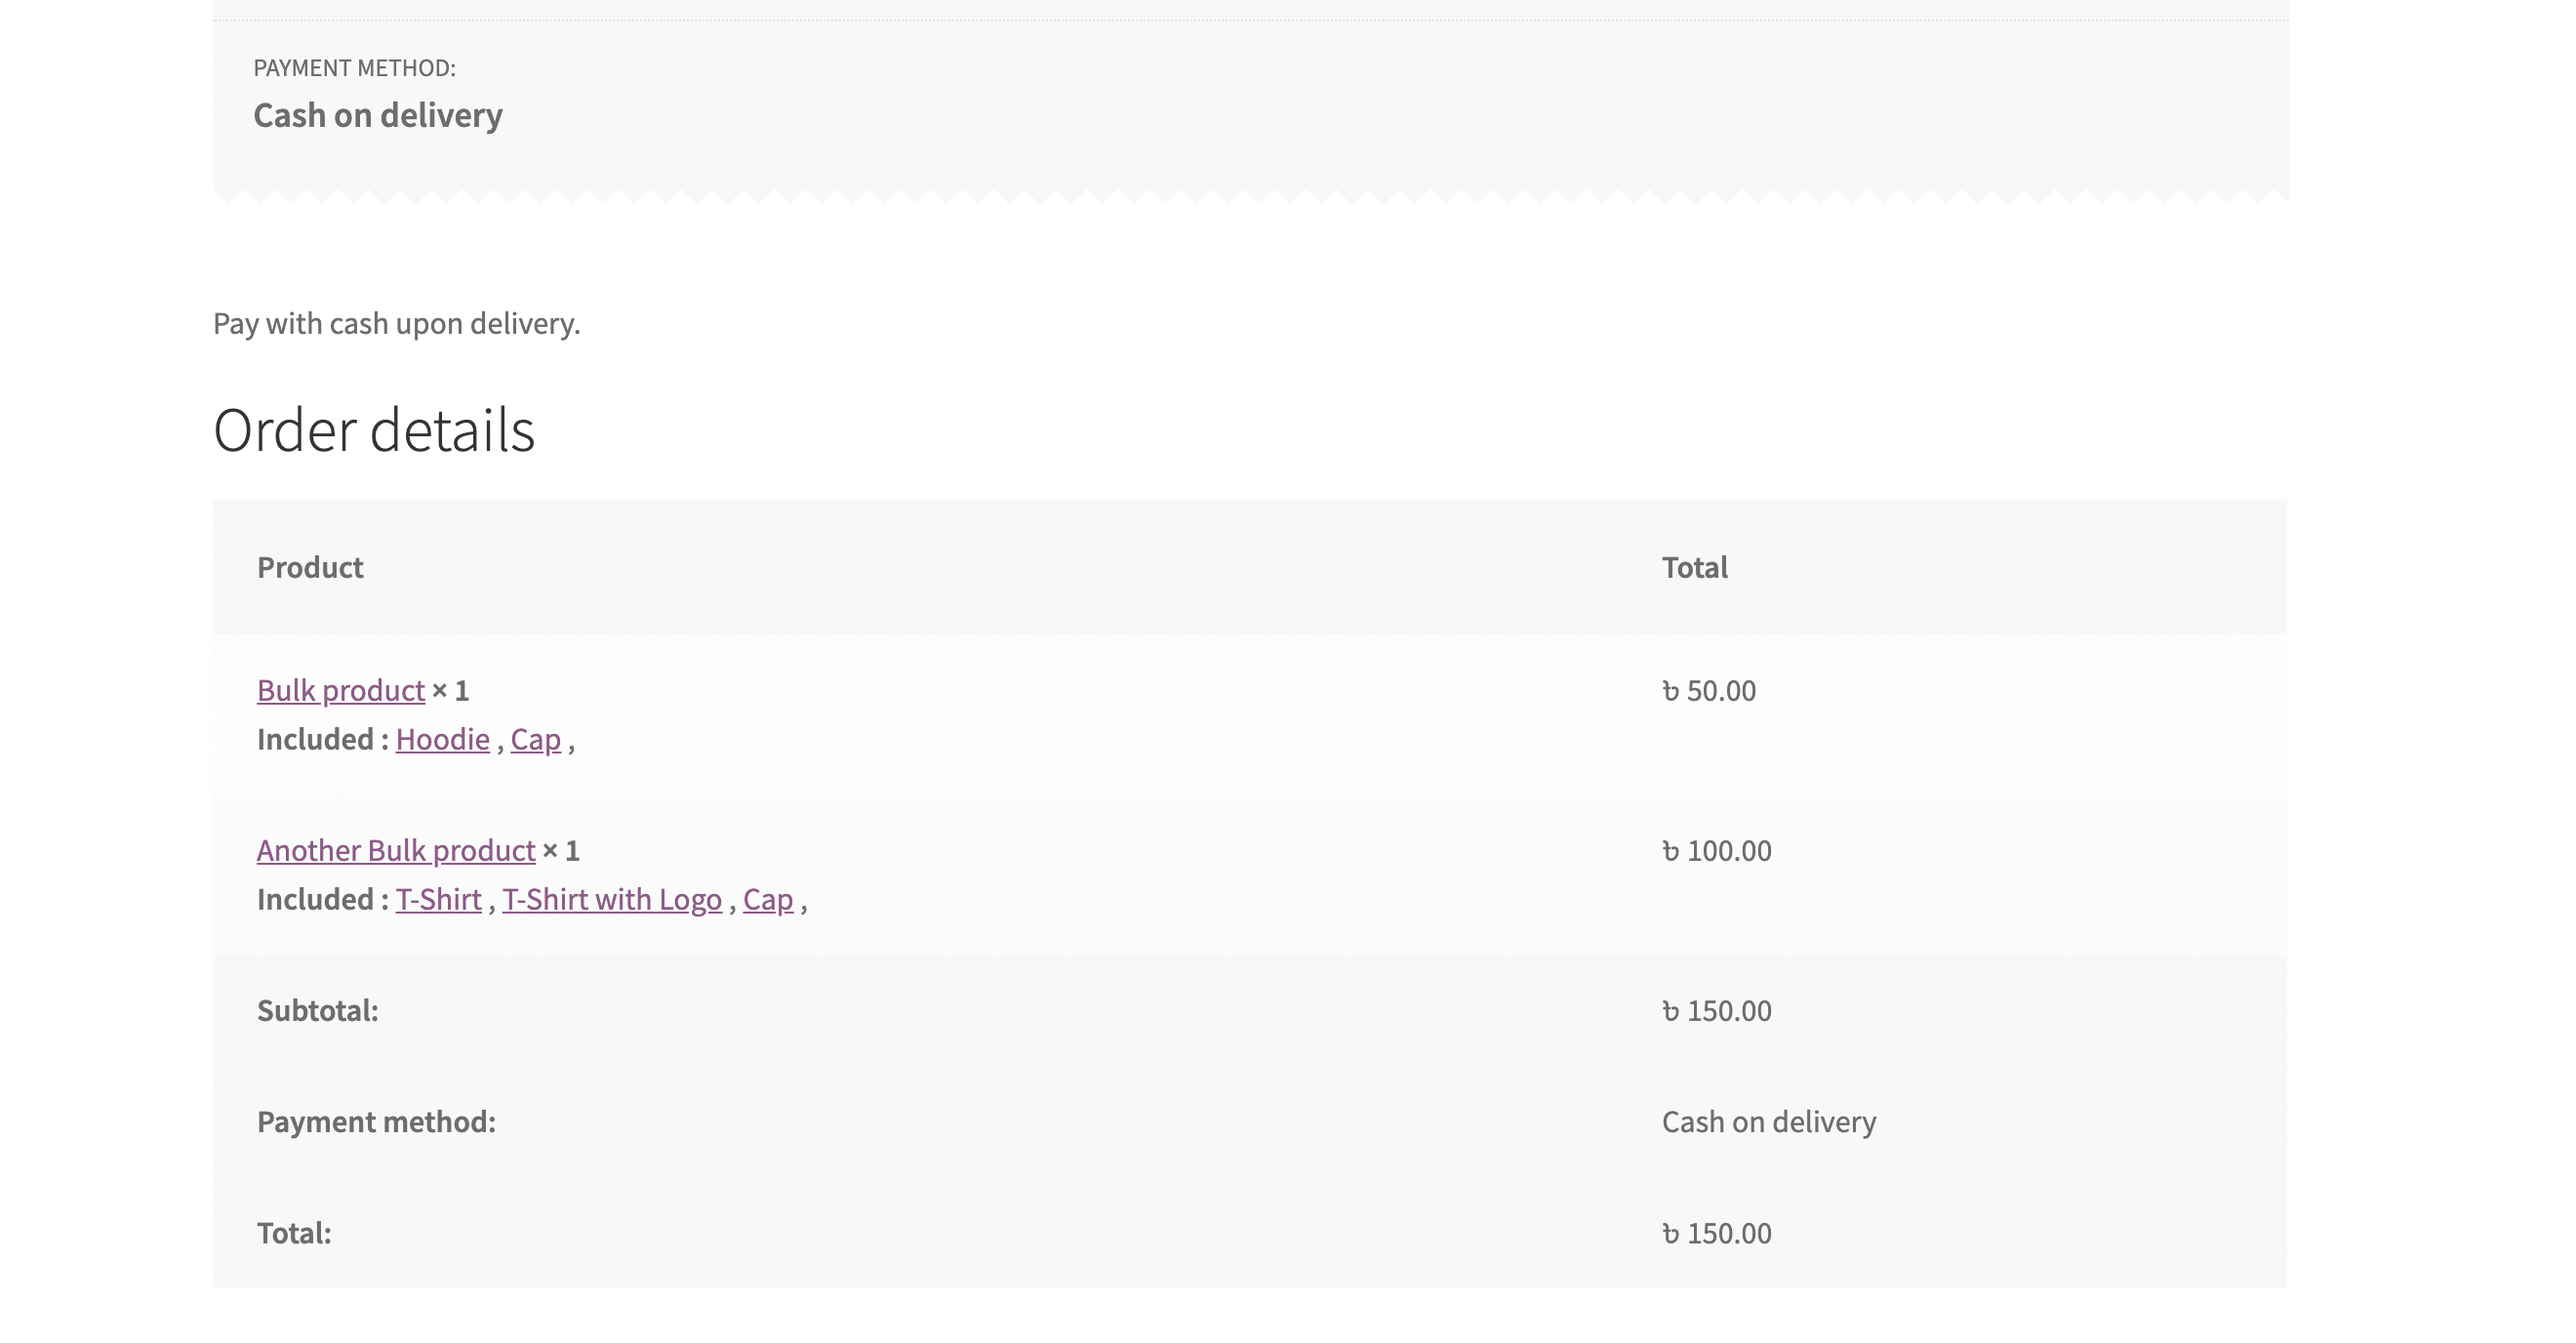 PAYMENT METHOD:
Cash on delivery
Pay with cash upon delivery.
Order details
Product Total
Bulk product × 1 ৳ 50.00
Included : Hoodie , Cap ,
Another Bulk product × 1 ৳ 100.00
Included : T-Shirt , T-Shirt with Logo , Cap ,
Subtotal: ৳ 150.00
Payment method: Cash on delivery
Total: ৳ 150.00